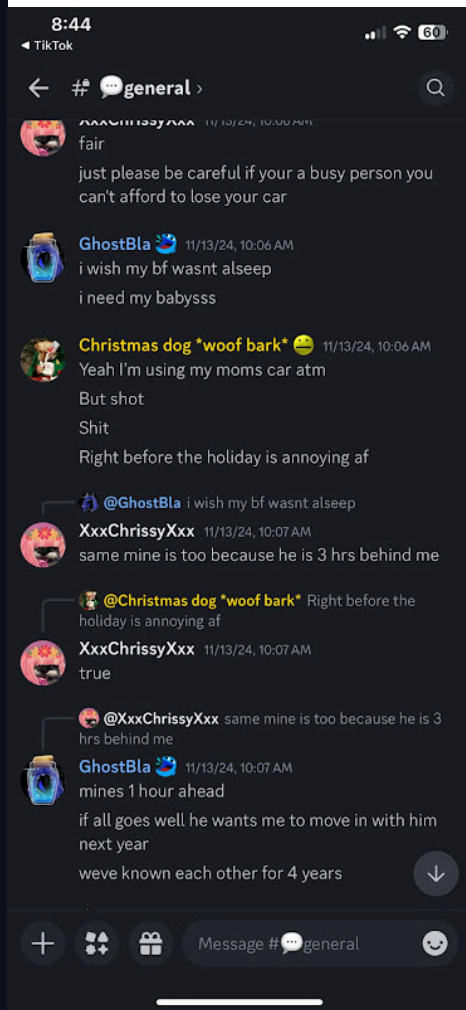 8:44
60
◄ TikTok
general ›
XxxChrissyXxx 11/13/24, 10:06 AM
fair
just please be careful if your a busy person you
can't afford to lose your car
GhostBla 11/13/24, 10:06 AM
i wish my bf wasnt alseep
i need my babysss
Christmas dog *woof bark* 11/13/24, 10:06 AM
Yeah I'm using my moms car atm
But shot
Shit
Right before the holiday is annoying af
@GhostBla i wish my bf wasnt alseep
XxxChrissyXxx 11/13/24, 10:07 AM
same mine is too because he is 3 hrs behind me
@Christmas dog *woof bark* Right before the
holiday is annoying af
XxxChrissyXxx 11/13/24, 10:07 AM
true
@XxxChrissyXxx same mine is too because he is 3
hrs behind me
GhostBla 11/13/24, 10:07 AM
mines 1 hour ahead
if all goes well he wants me to move in with him
next year
weve known each other for 4 years
Message #💬general